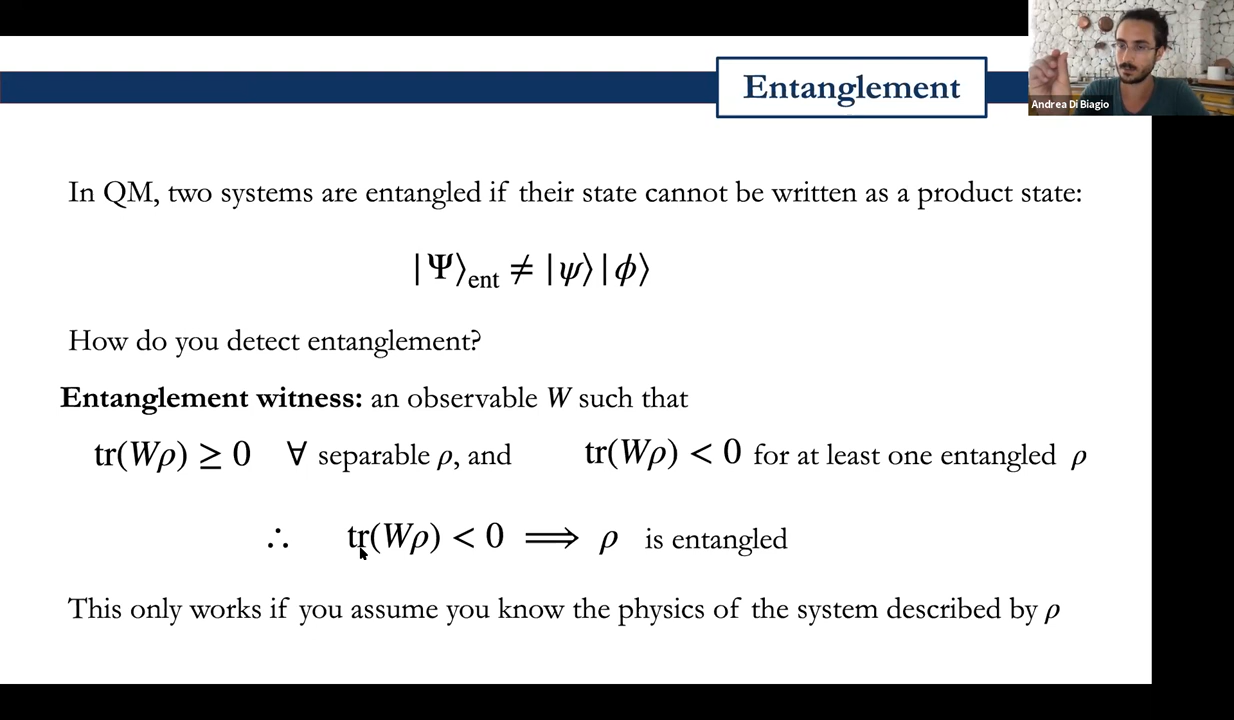 Entanglement
Andrea Di Biagio
In QM, two systems are entangled if their state cannot be written as a product state:
|Ψ⟩ent ≠ |ψ⟩|ϕ⟩
How do you detect entanglement?
Entanglement witness: an observable W such that
tr(Wρ) ≥ 0 ∀ separable ρ, and tr(Wρ) < 0 for at least one entangled ρ
∴ tr(Wρ) < 0 ⟹ ρ is entangled
This only works if you assume you know the physics of the system described by ρ